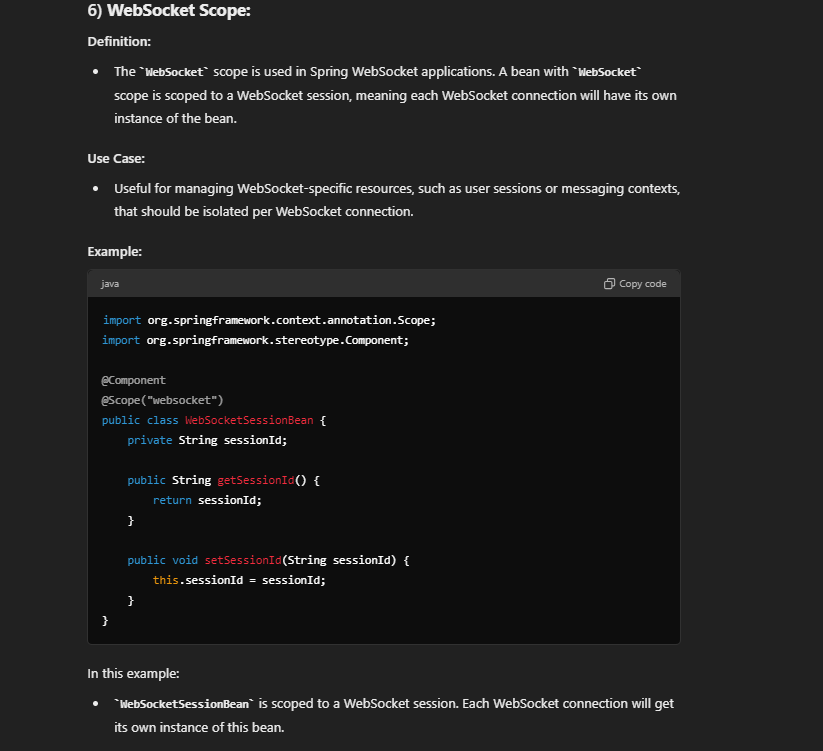 6) WebSocket Scope:
Definition:
• The `WebSocket` scope is used in Spring WebSocket applications. A bean with `WebSocket`
scope is scoped to a WebSocket session, meaning each WebSocket connection will have its own
instance of the bean.
Use Case:
• Useful for managing WebSocket-specific resources, such as user sessions or messaging contexts,
that should be isolated per WebSocket connection.
Example:
java Copy code
import org.springframework.context.annotation.Scope;
import org.springframework.stereotype.Component;
@Component
@Scope("websocket")
public class WebSocketSessionBean {
    private String sessionId;
    public String getSessionId() {
        return sessionId;
    }
    public void setSessionId(String sessionId) {
        this.sessionId = sessionId;
    }
}
In this example:
• `WebSocketSessionBean` is scoped to a WebSocket session. Each WebSocket connection will get
its own instance of this bean.